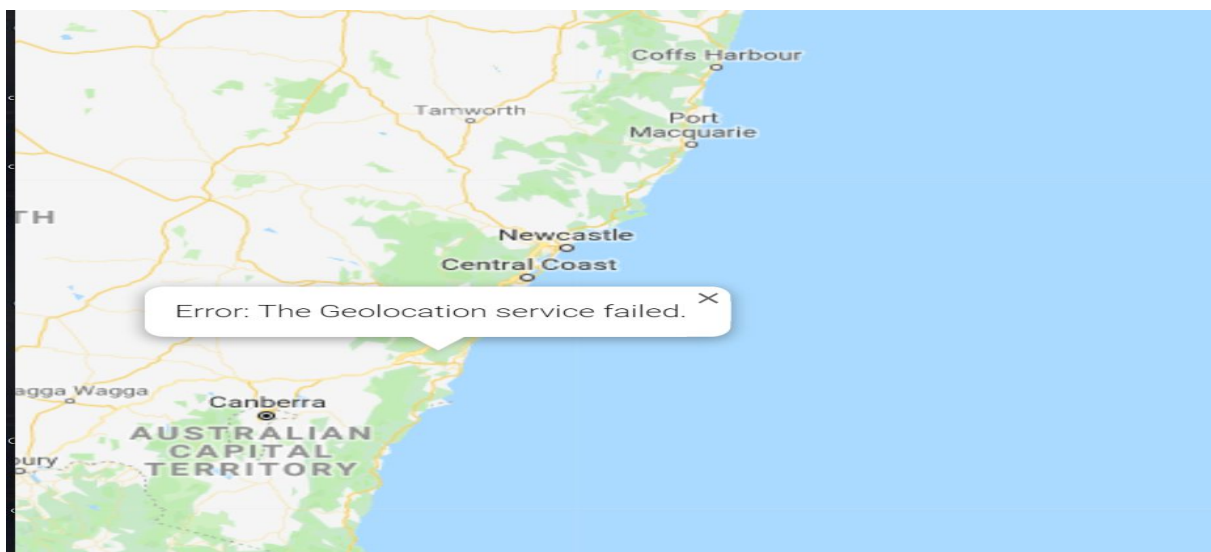 Coffs Harbour
Tamworth
Port
Macquarie
TH
Newcastle
Central Coast
Error: The Geolocation service failed.
agga Wagga
Canberra
AUSTRALIAN
CAPITAL
TERRITORY
oury